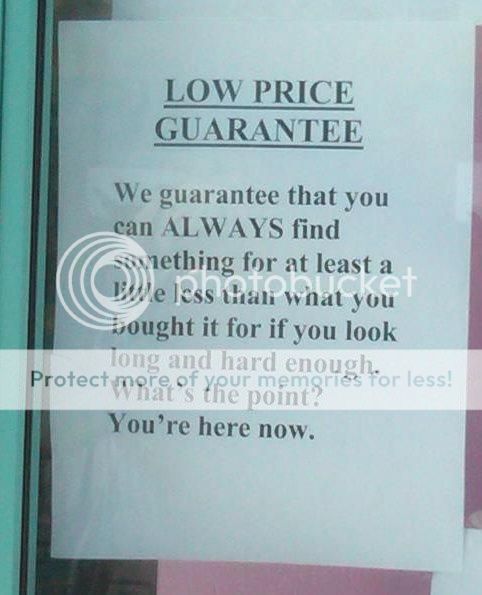 LOW PRICE
GUARANTEE
We guarantee that you
can ALWAYS find
something for at least a
little less than what you
bought it for if you look
long and hard enough.
What's the point?
You're here now.
photobucket
Protect more of your memories for less!